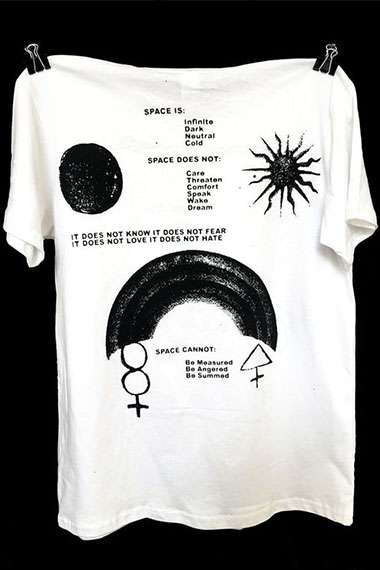 SPACE IS:
Infinite
Dark
Neutral
Cold
SPACE DOES NOT:
Care
Threaten
Comfort
Speak
Wake
Dream
IT DOES NOT KNOW IT DOES NOT FEAR
IT DOES NOT LOVE IT DOES NOT HATE
SPACE CANNOT:
Be Measured
Be Angered
Be Summed